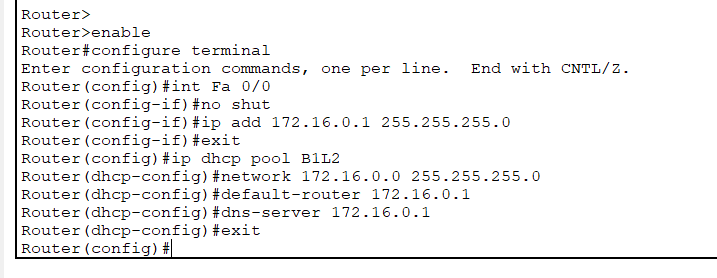 Router>
Router>enable
Router#configure terminal
Enter configuration commands, one per line.  End with CNTL/Z.
Router(config)#int Fa 0/0
Router(config-if)#no shut
Router(config-if)#ip add 172.16.0.1 255.255.255.0
Router(config-if)#exit
Router(config)#ip dhcp pool B1L2
Router(dhcp-config)#network 172.16.0.0 255.255.255.0
Router(dhcp-config)#default-router 172.16.0.1
Router(dhcp-config)#dns-server 172.16.0.1
Router(dhcp-config)#exit
Router(config)#